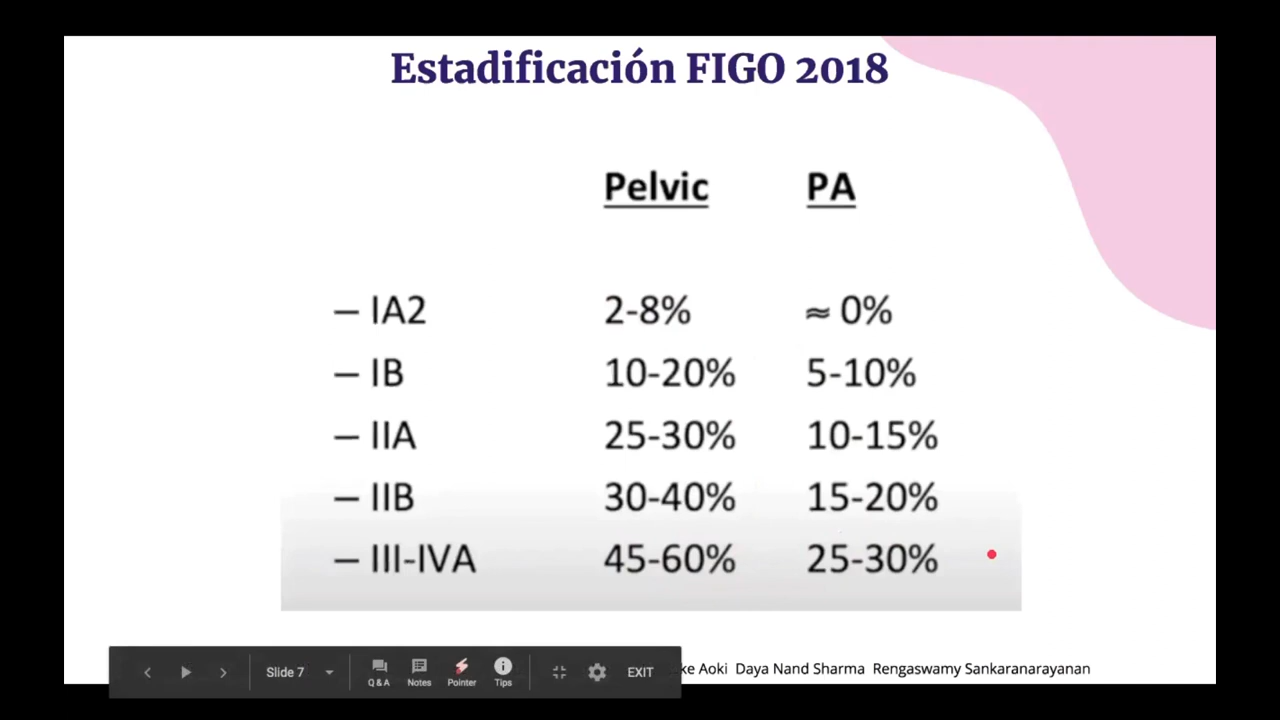 Estadificación FIGO 2018
Pelvic PA
– IA2 2-8% ≈ 0%
– IB 10-20% 5-10%
– IIA 25-30% 10-15%
– IIB 30-40% 15-20%
– III-IVA 45-60% 25-30%
Aoki Daya Nand Sharma Rengaswamy Sankaranarayanan
Slide 7 Q&A Notes Pointer Tips EXIT